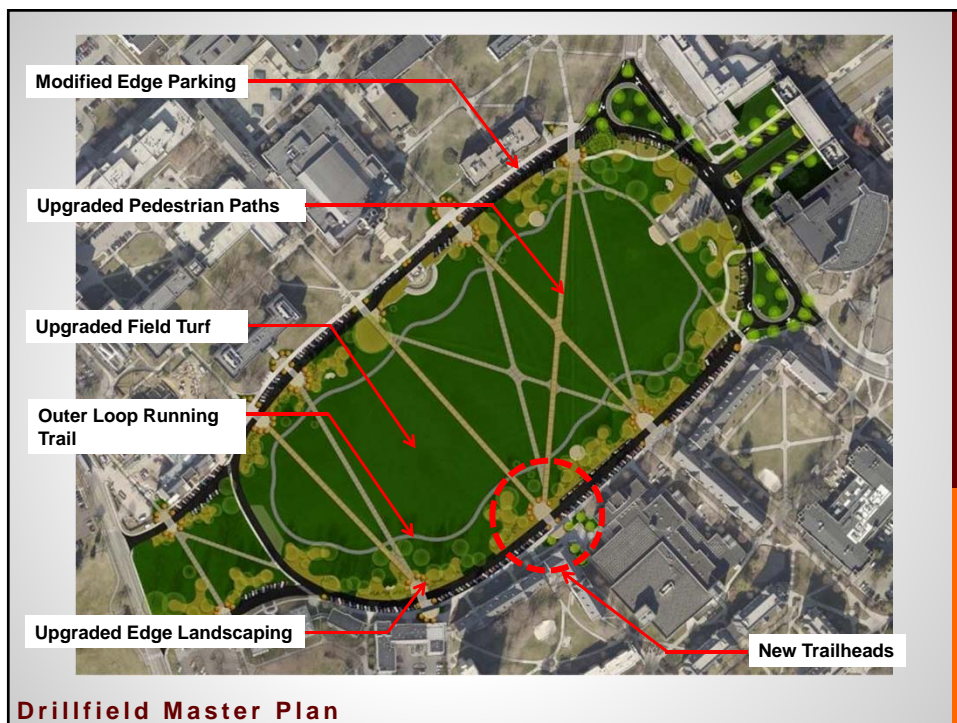 Modified Edge Parking
Upgraded Pedestrian Paths
Upgraded Field Turf
Outer Loop Running
Trail
Upgraded Edge Landscaping
New Trailheads
Drillfield Master Plan